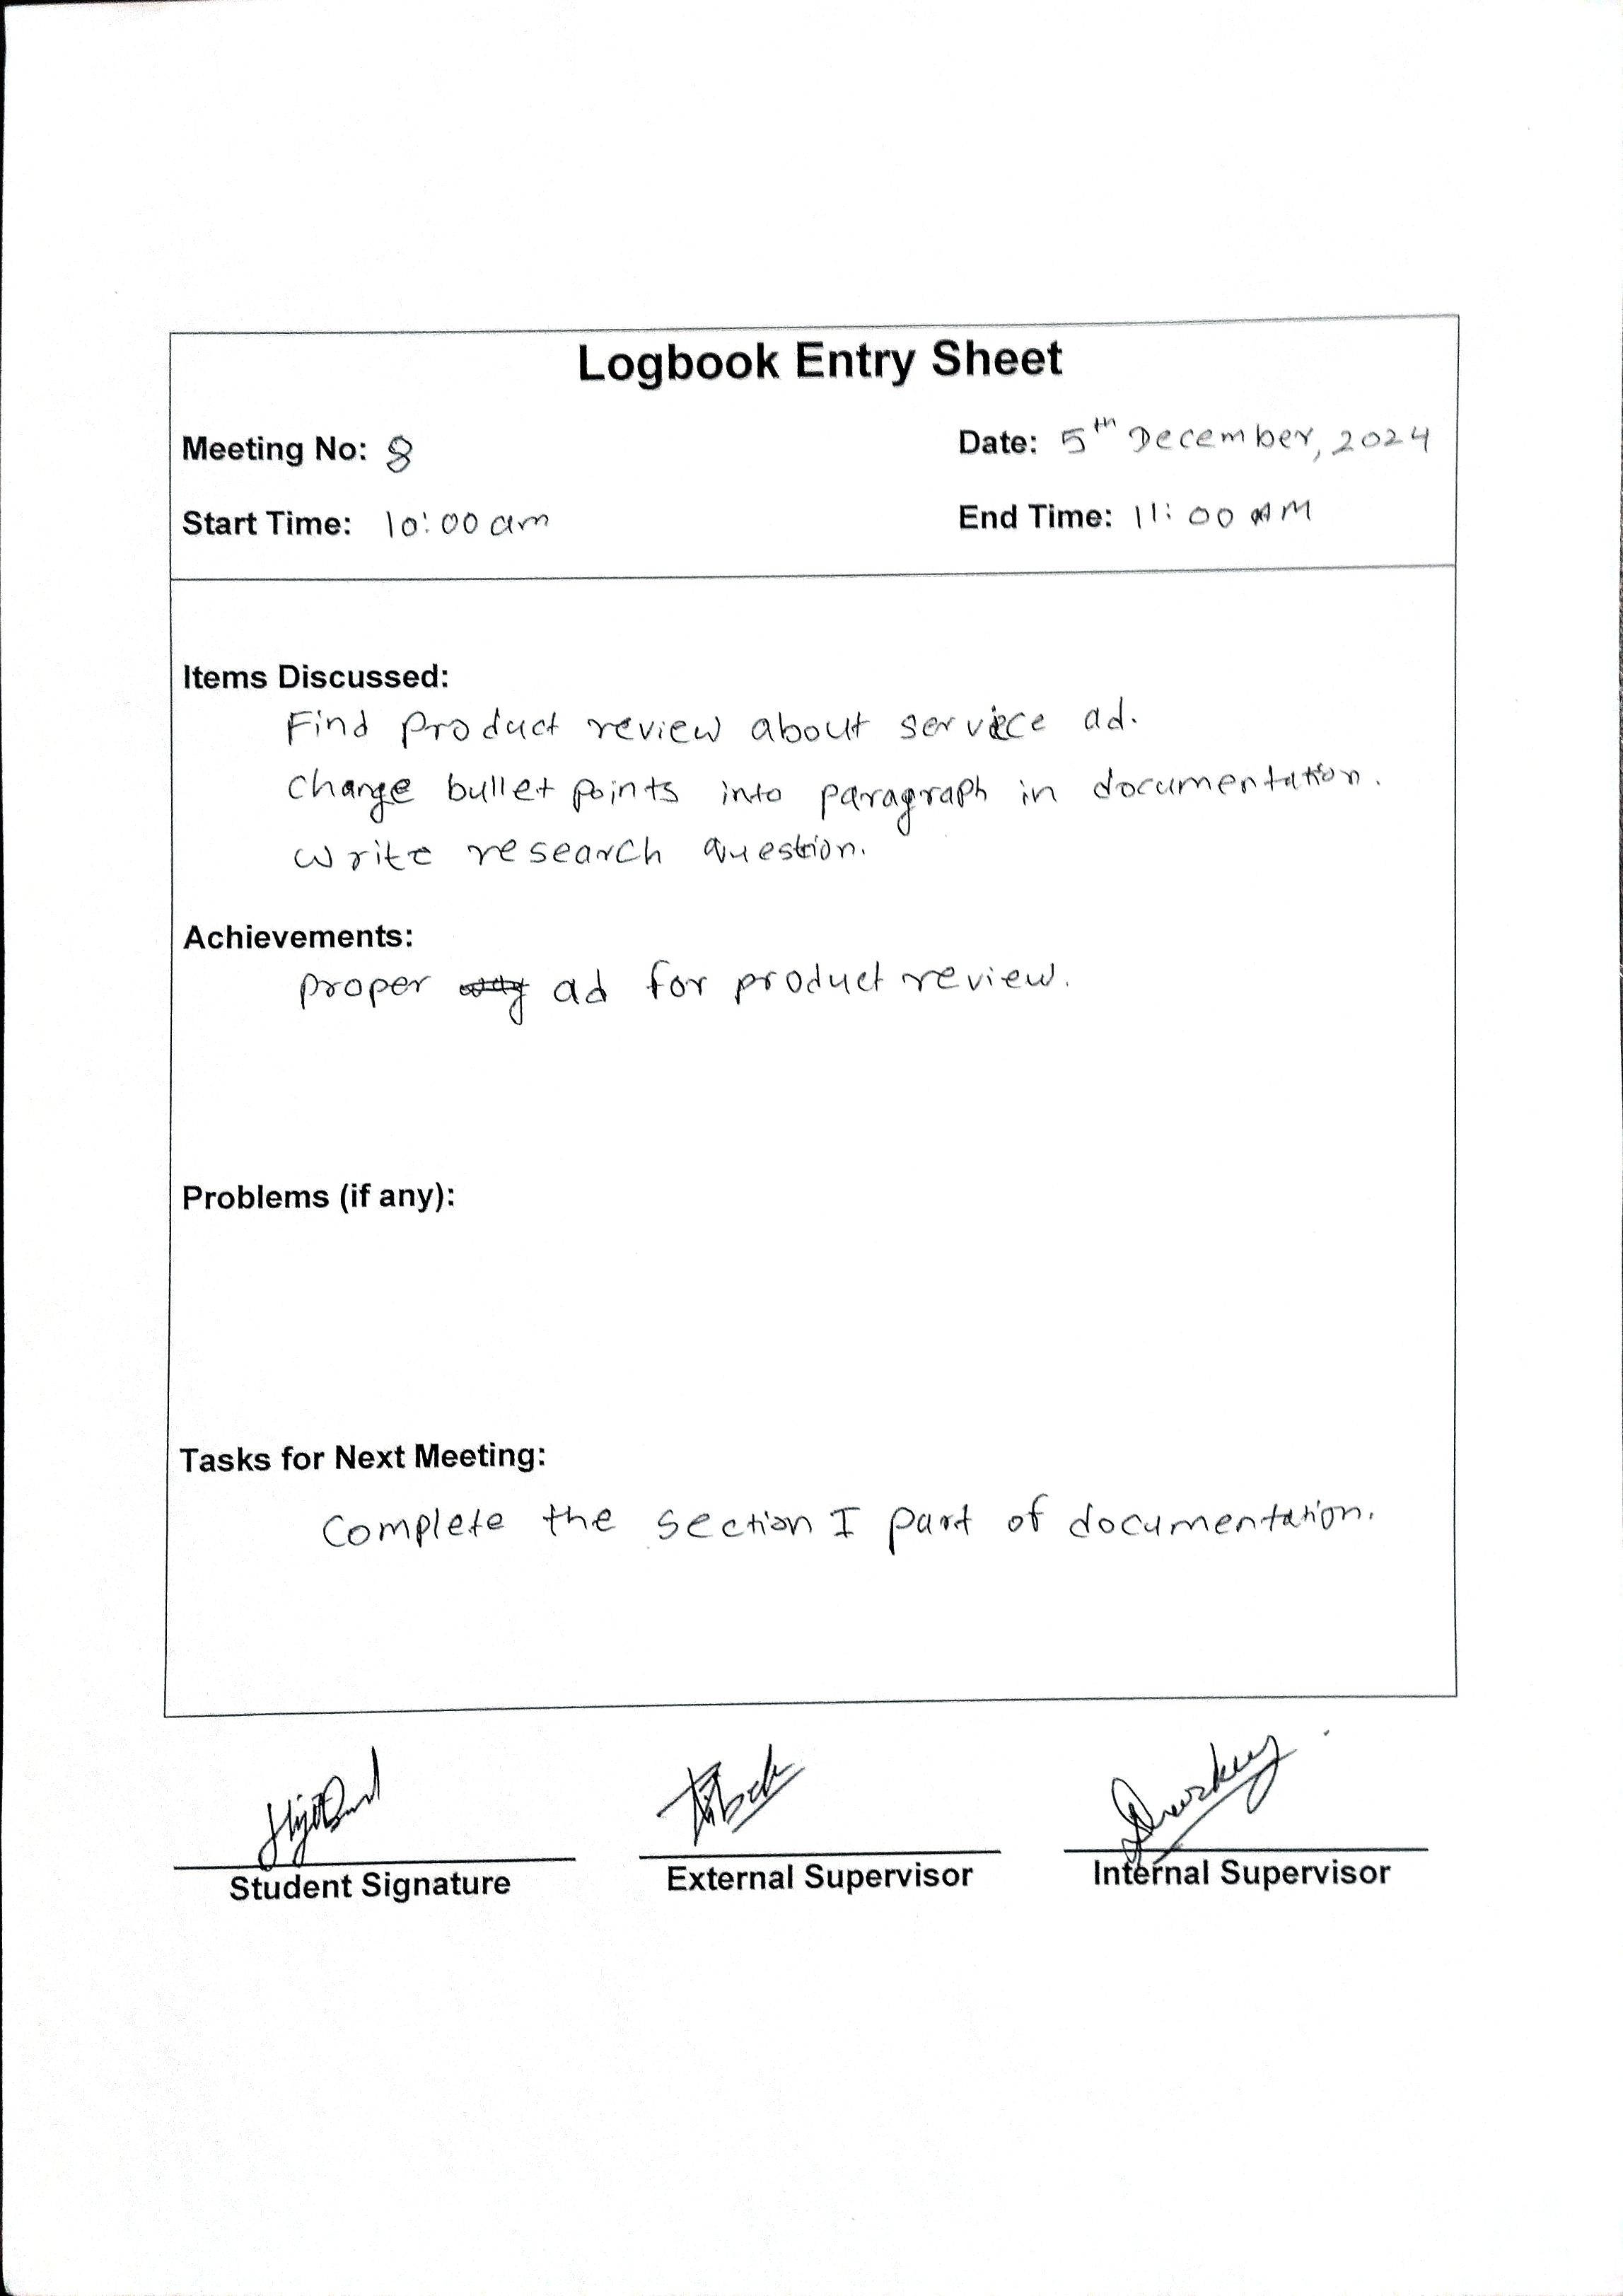 Logbook Entry Sheet
Meeting No: 8
Date: 5th December, 2024
Start Time: 10:00 am
End Time: 11:00 AM
Items Discussed:
Find product review about service ad.
Change bullet points into paragraph in documentation.
Write research question.
Achievements:
proper ad for product review.
Problems (if any):
Tasks for Next Meeting:
Complete the section I part of documentation.
Student Signature
External Supervisor
Internal Supervisor